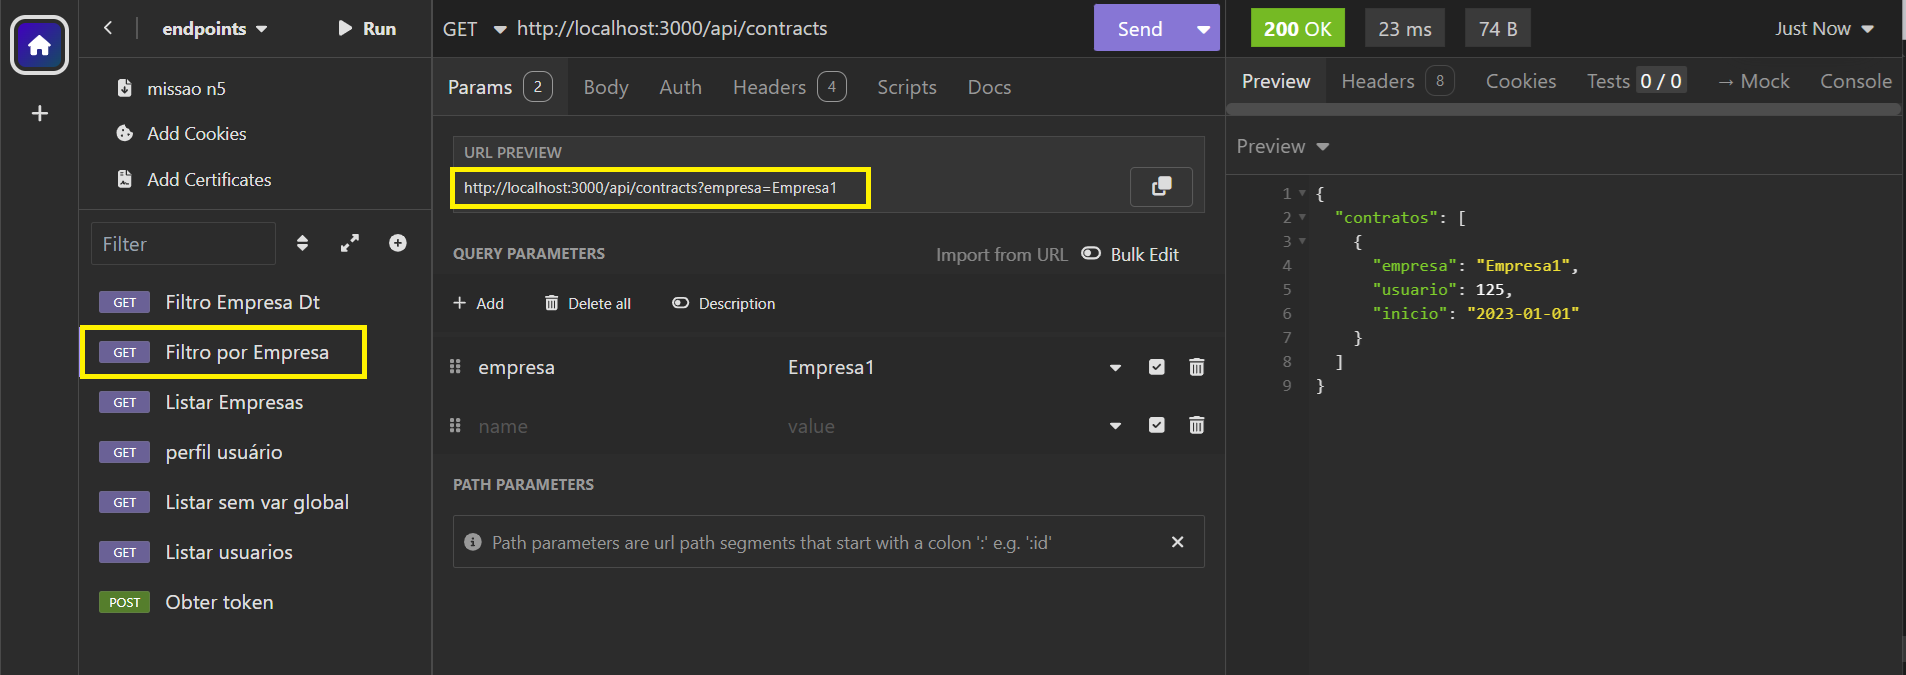 endpoints
Run
missao n5
Add Cookies
Add Certificates
Filter
GET Filtro Empresa Dt
GET Filtro por Empresa
GET Listar Empresas
GET perfil usuário
GET Listar sem var global
GET Listar usuarios
POST Obter token
GET http://localhost:3000/api/contracts
Send
Params 2 Body Auth Headers 4 Scripts Docs
URL PREVIEW
http://localhost:3000/api/contracts?empresa=Empresa1
QUERY PARAMETERS Import from URL Bulk Edit
Add Delete all Description
empresa Empresa1
name value
PATH PARAMETERS
Path parameters are url path segments that start with a colon ':' e.g. ':id'
200 OK 23 ms 74 B Just Now
Preview Headers 8 Cookies Tests 0 / 0 → Mock Console
Preview
1 {
2 "contratos": [
3 {
4 "empresa": "Empresa1",
5 "usuario": 125,
6 "inicio": "2023-01-01"
7 }
8 ]
9 }